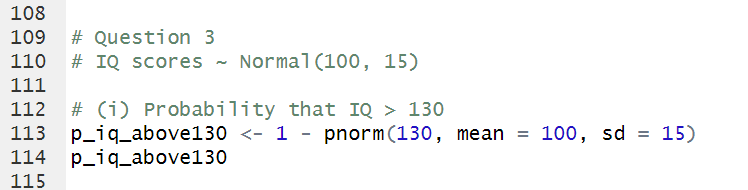 108
109 # Question 3
110 # IQ scores ~ Normal(100, 15)
111
112 # (i) Probability that IQ > 130
113 p_iq_above130 <- 1 - pnorm(130, mean = 100, sd = 15)
114 p_iq_above130
115